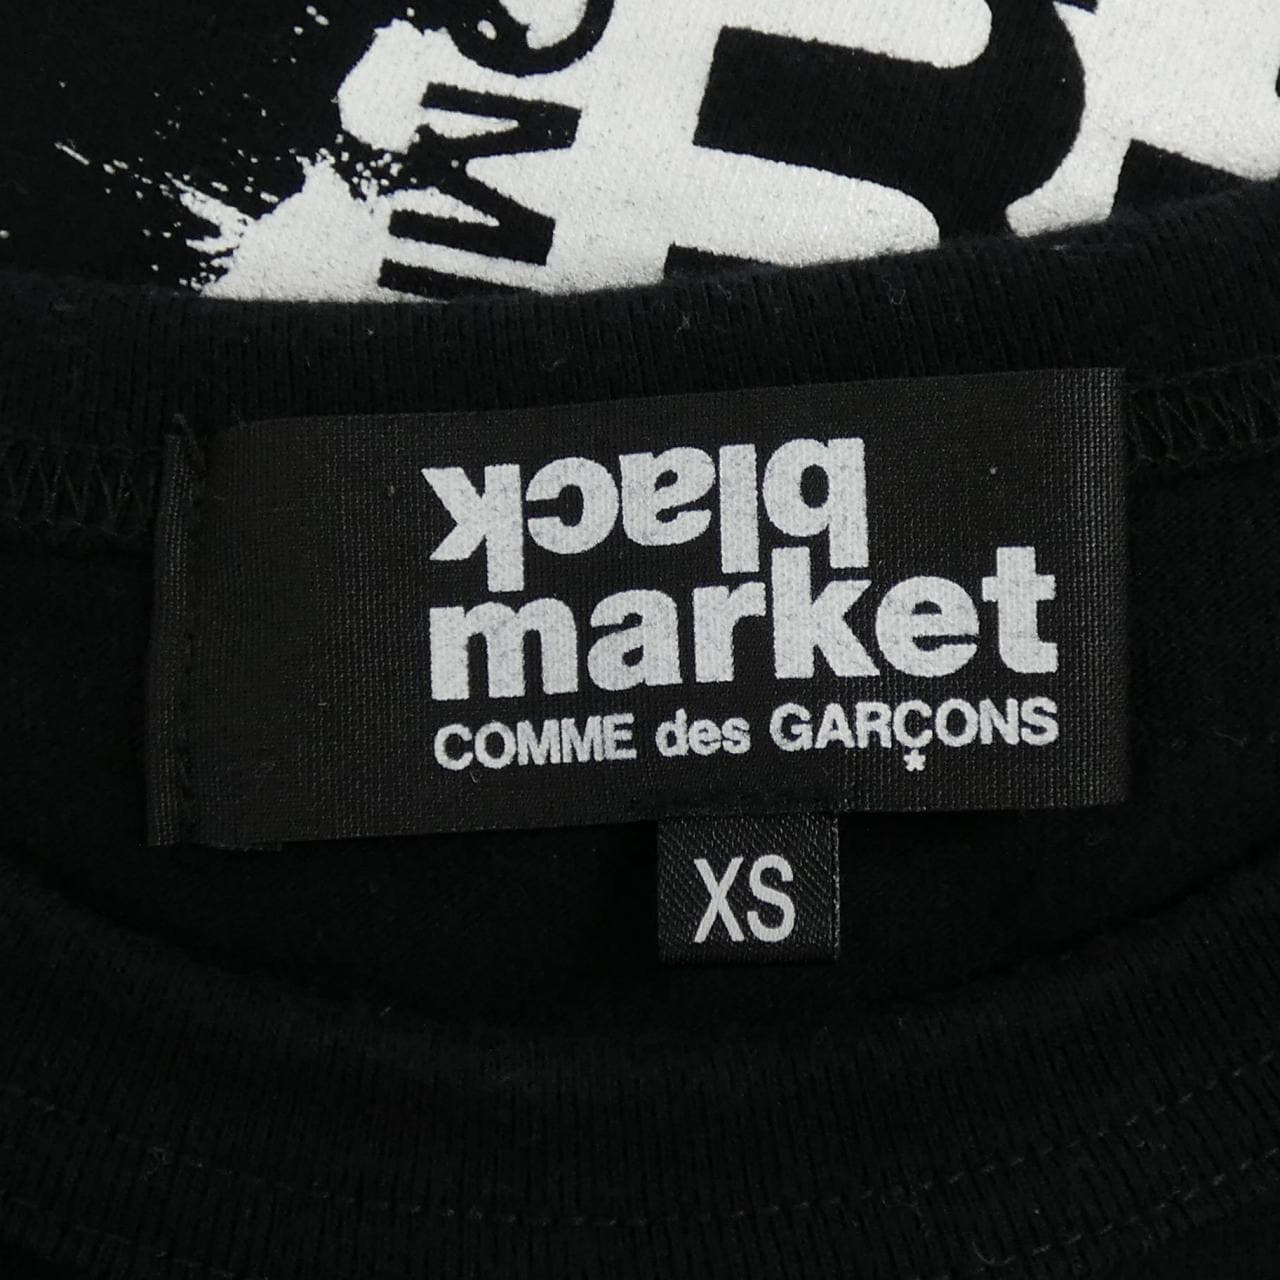 black
market
COMME des GARÇONS
*
XS